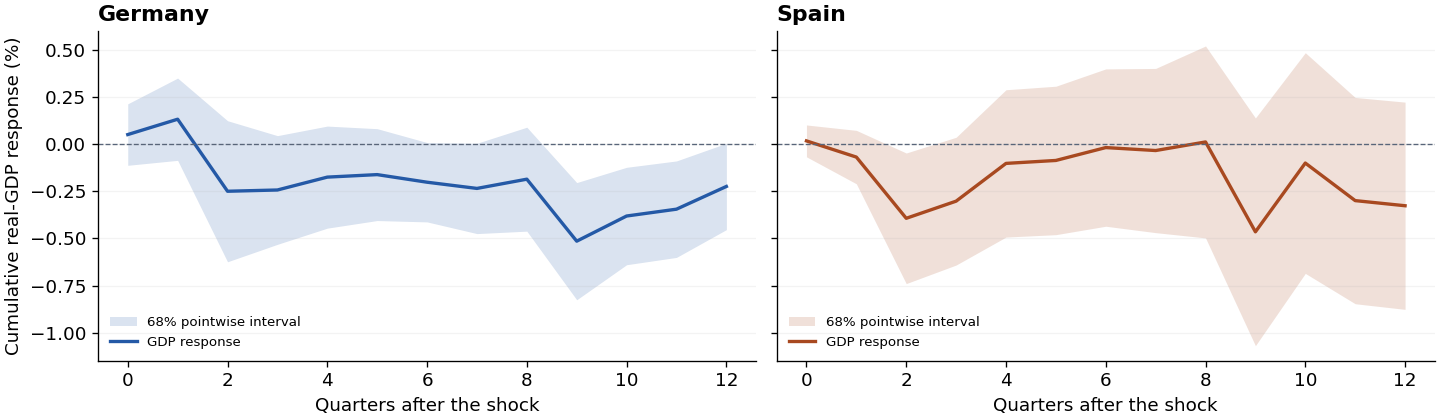 Germany
Spain
Cumulative real-GDP response (%)
0.50
0.25
0.00
−0.25
−0.50
−0.75
−1.00
68% pointwise interval
GDP response
68% pointwise interval
GDP response
0 2 4 6 8 10 12
0 2 4 6 8 10 12
Quarters after the shock
Quarters after the shock